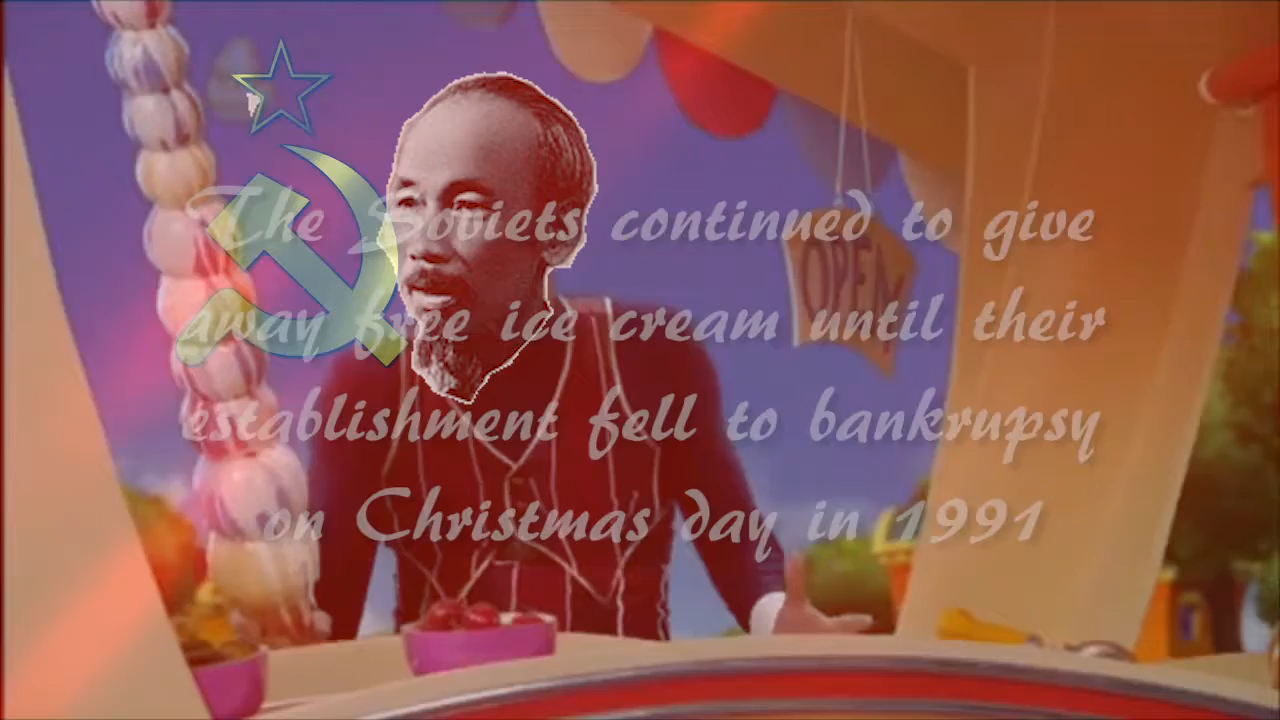 The Soviets continued to give
away free ice cream until their
establishment fell to bankrupsy
on Christmas day in 1991
OPEN